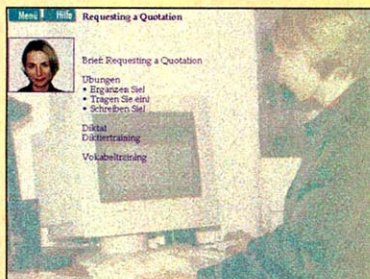 Menü Hilfe Requesting a Quotation
Brief: Requesting a Quotation
Übungen
• Ergänzen Sie!
• Tragen Sie ein!
• Schreiben Sie!
Diktat
Diktiertraining
Vokabeltraining